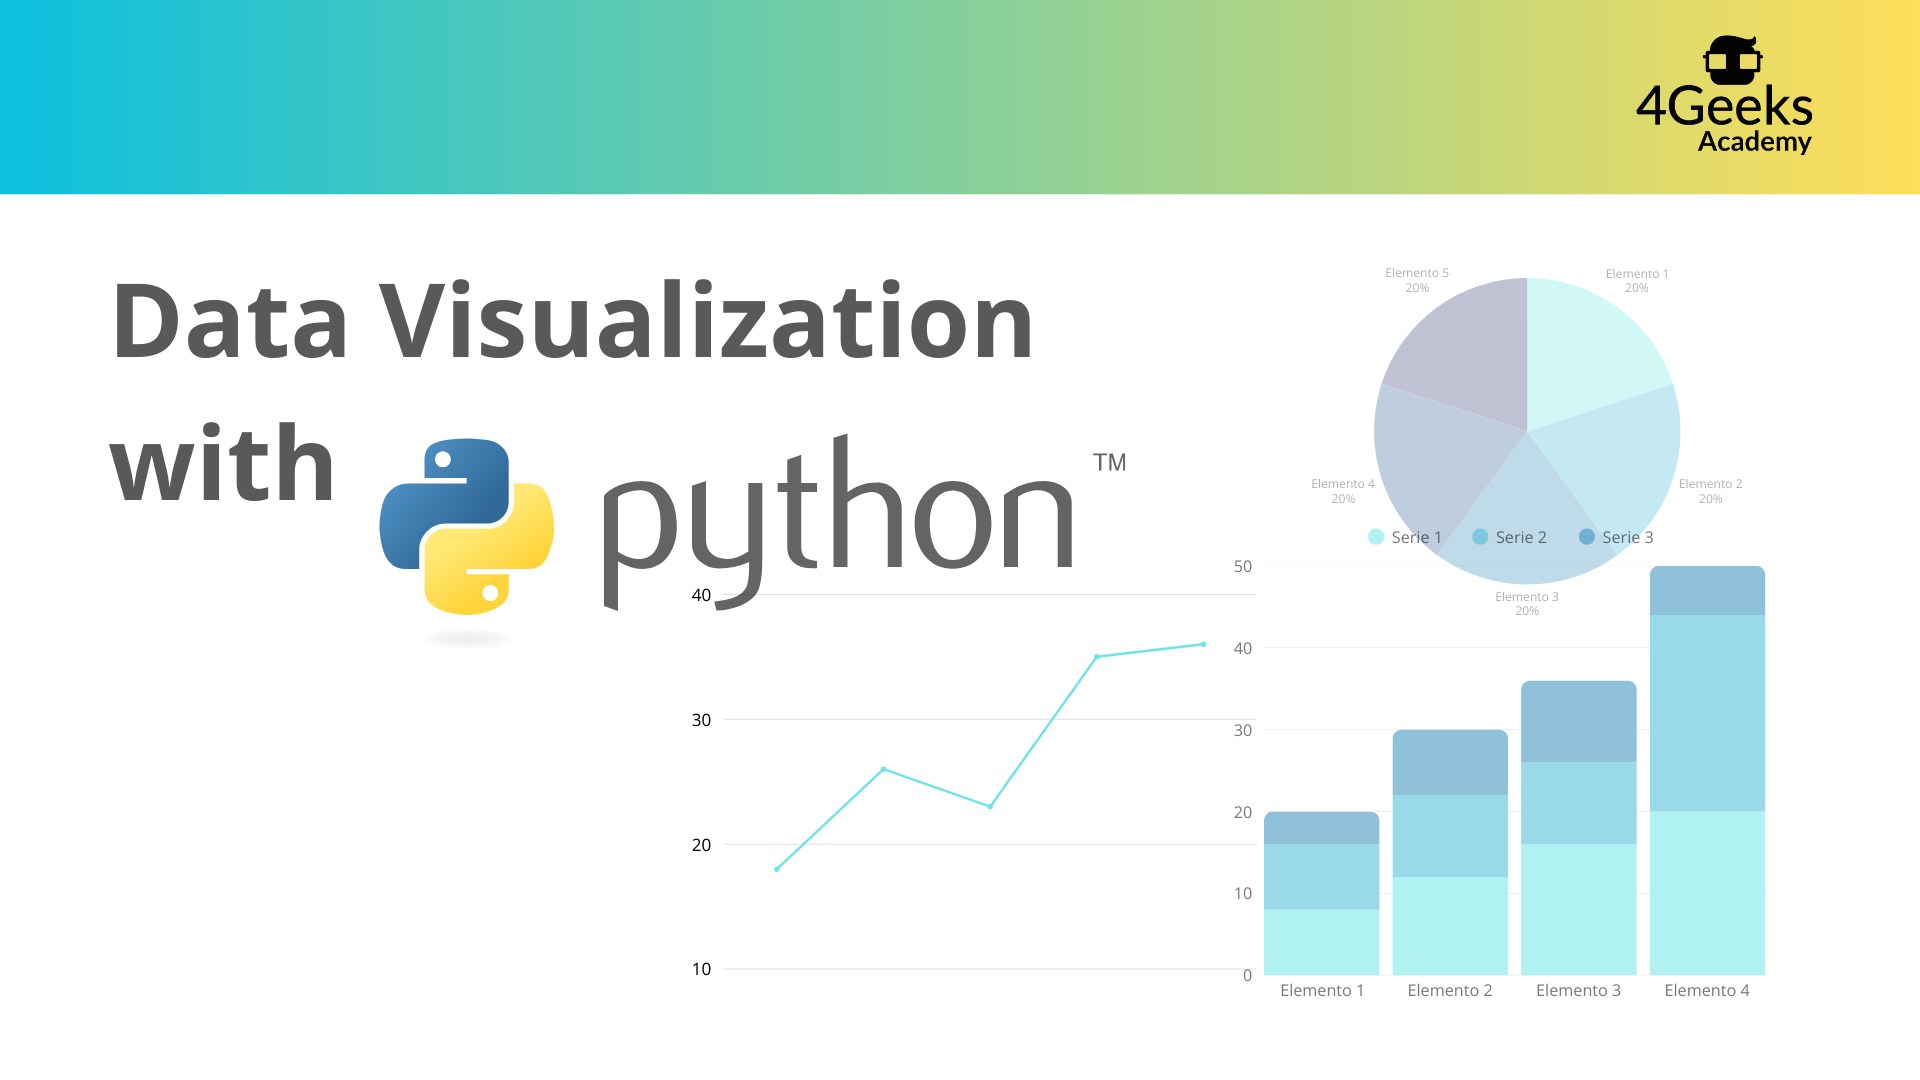 4Geeks
Academy
Data Visualization
with
python
TM
Elemento 5
20%
Elemento 1
20%
Elemento 4
20%
Elemento 2
20%
Elemento 3
20%
Serie 1
Serie 2
Serie 3
40
30
20
10
50
40
30
20
10
0
Elemento 1
Elemento 2
Elemento 3
Elemento 4